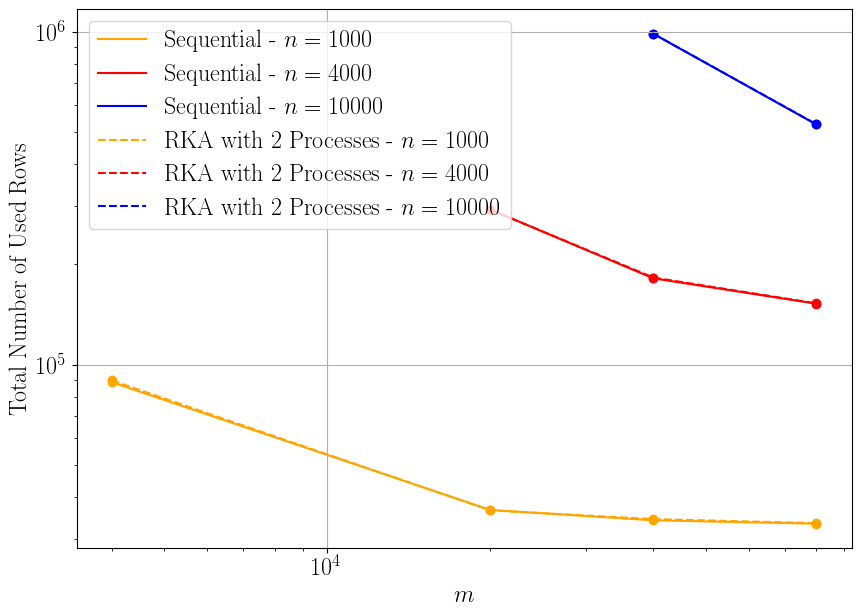 Sequential - n = 1000
Sequential - n = 4000
Sequential - n = 10000
RKA with 2 Processes - n = 1000
RKA with 2 Processes - n = 4000
RKA with 2 Processes - n = 10000
Total Number of Used Rows
10^6
10^5
10^4
m